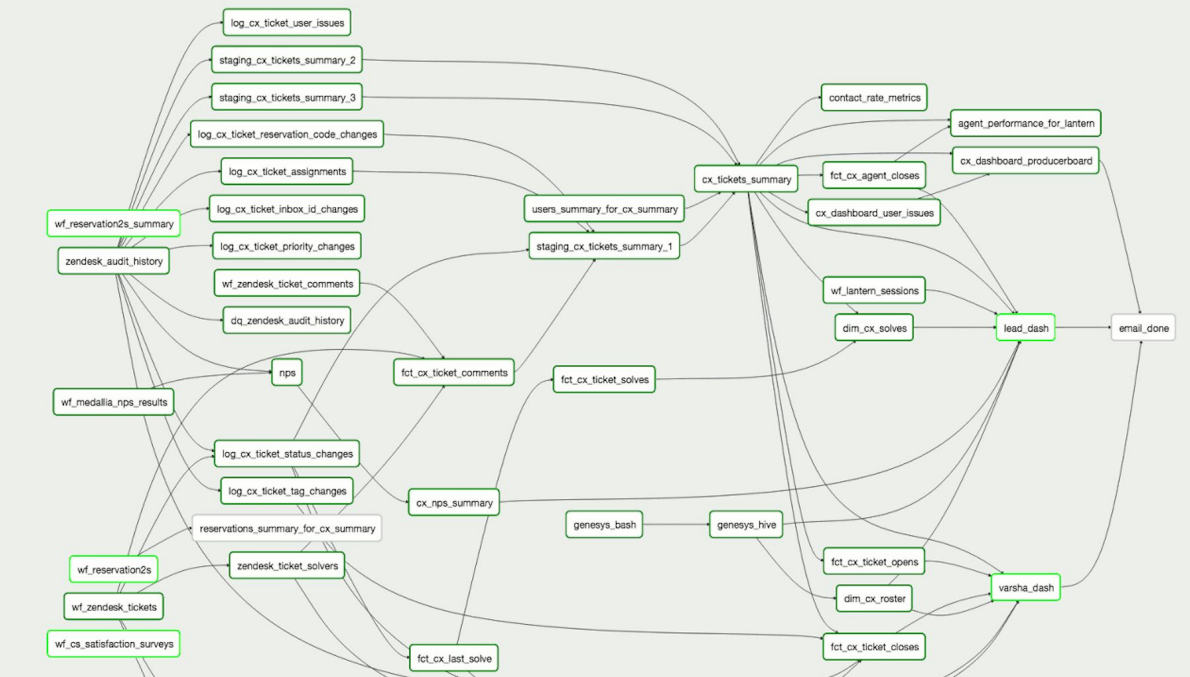 log_cx_ticket_user_issues
staging_cx_tickets_summary_2
staging_cx_tickets_summary_3
log_cx_ticket_reservation_code_changes
log_cx_ticket_assignments
wf_reservation2s_summary
log_cx_ticket_inbox_id_changes
zendesk_audit_history
log_cx_ticket_priority_changes
wf_zendesk_ticket_comments
dq_zendesk_audit_history
nps
wf_medallia_nps_results
log_cx_ticket_status_changes
log_cx_ticket_tag_changes
reservations_summary_for_cx_summary
wf_reservation2s
zendesk_ticket_solvers
wf_zendesk_tickets
wf_cs_satisfaction_surveys
users_summary_for_cx_summary
staging_cx_tickets_summary_1
fct_cx_ticket_comments
fct_cx_ticket_solves
cx_nps_summary
genesys_bash
genesys_hive
fct_cx_last_solve
cx_tickets_summary
contact_rate_metrics
agent_performance_for_lantern
cx_dashboard_producerboard
fct_cx_agent_closes
cx_dashboard_user_issues
wf_lantern_sessions
dim_cx_solves
lead_dash
email_done
fct_cx_ticket_opens
dim_cx_roster
varsha_dash
fct_cx_ticket_closes